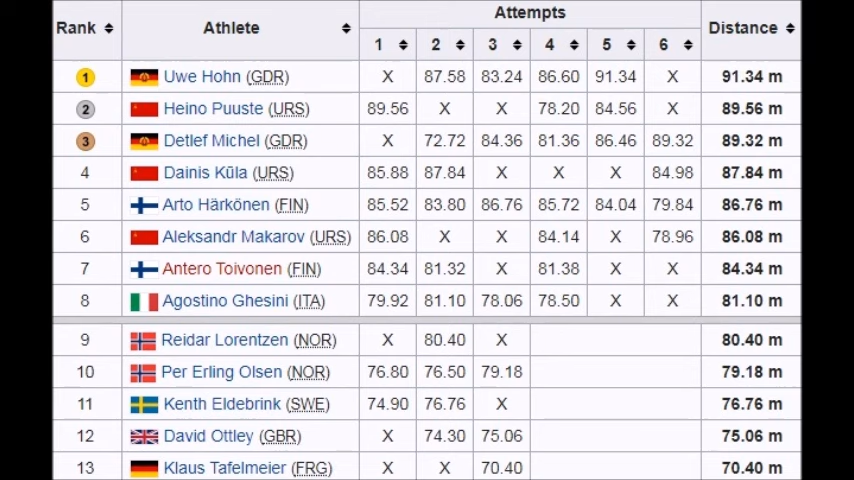 Rank Athlete Attempts Distance
1 2 3 4 5 6
1 Uwe Hohn (GDR) X 87.58 83.24 86.60 91.34 X 91.34 m
2 Heino Puuste (URS) 89.56 X X 78.20 84.56 X 89.56 m
3 Detlef Michel (GDR) X 72.72 84.36 81.36 86.46 89.32 89.32 m
4 Dainis Kūla (URS) 85.88 87.84 X X X 84.98 87.84 m
5 Arto Härkönen (FIN) 85.52 83.80 86.76 85.72 84.04 79.84 86.76 m
6 Aleksandr Makarov (URS) 86.08 X X 84.14 X 78.96 86.08 m
7 Antero Toivonen (FIN) 84.34 81.32 X 81.38 X X 84.34 m
8 Agostino Ghesini (ITA) 79.92 81.10 78.06 78.50 X X 81.10 m
9 Reidar Lorentzen (NOR) X 80.40 X 80.40 m
10 Per Erling Olsen (NOR) 76.80 76.50 79.18 79.18 m
11 Kenth Eldebrink (SWE) 74.90 76.76 X 76.76 m
12 David Ottley (GBR) X 74.30 75.06 75.06 m
13 Klaus Tafelmeier (FRG) X X 70.40 70.40 m